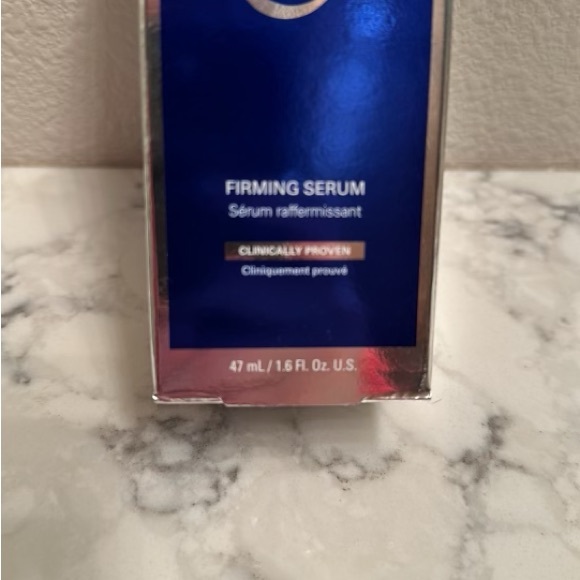 FIRMING SERUM
Sérum raffermissant
CLINICALLY PROVEN
Cliniquement prouvé
47 mL / 1.6 Fl. Oz. U.S.